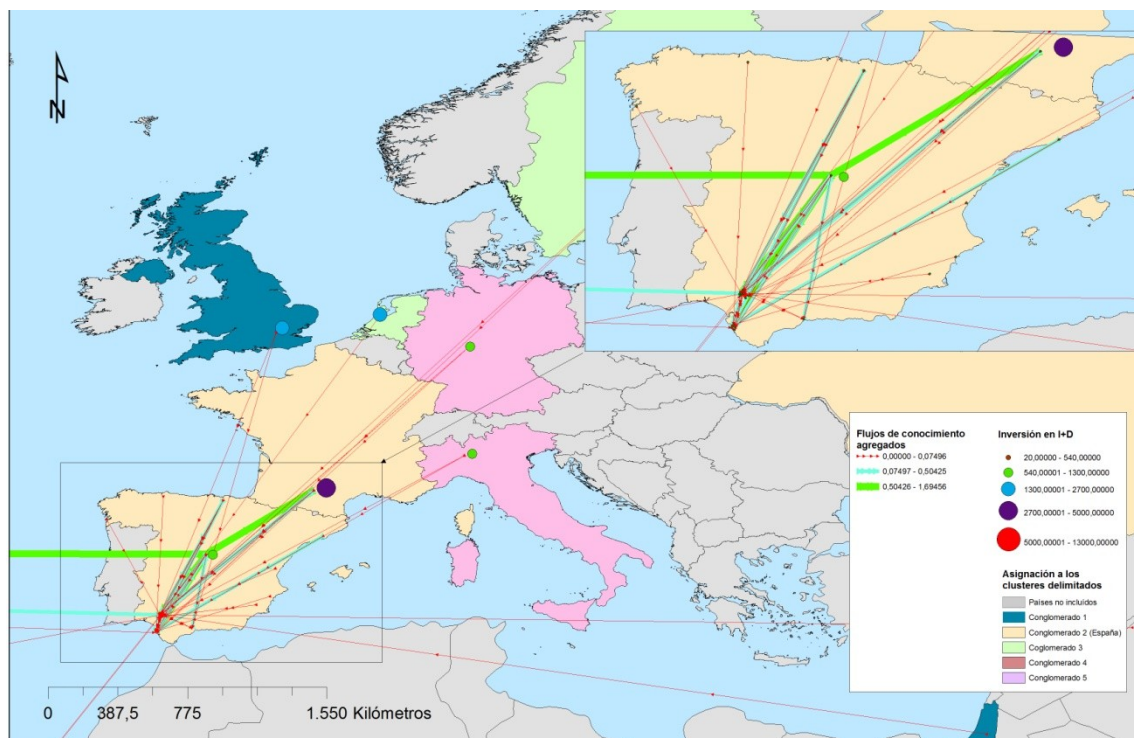 N
Flujos de conocimiento
agregados
0,00000 - 0,07496
0,07497 - 0,50425
0,50426 - 1,69456
Inversión en I+D
20,00000 - 540,00000
540,00001 - 1300,00000
1300,00001 - 2700,00000
2700,00001 - 5000,00000
5000,00001 - 13000,00000
Asignación a los
clusteres delimitados
Países no incluidos
Conglomerado 1
Conglomerado 2 (España)
Coglomerado 3
Conglomerado 4
Conglomerado 5
0 387,5 775 1.550 Kilómetros